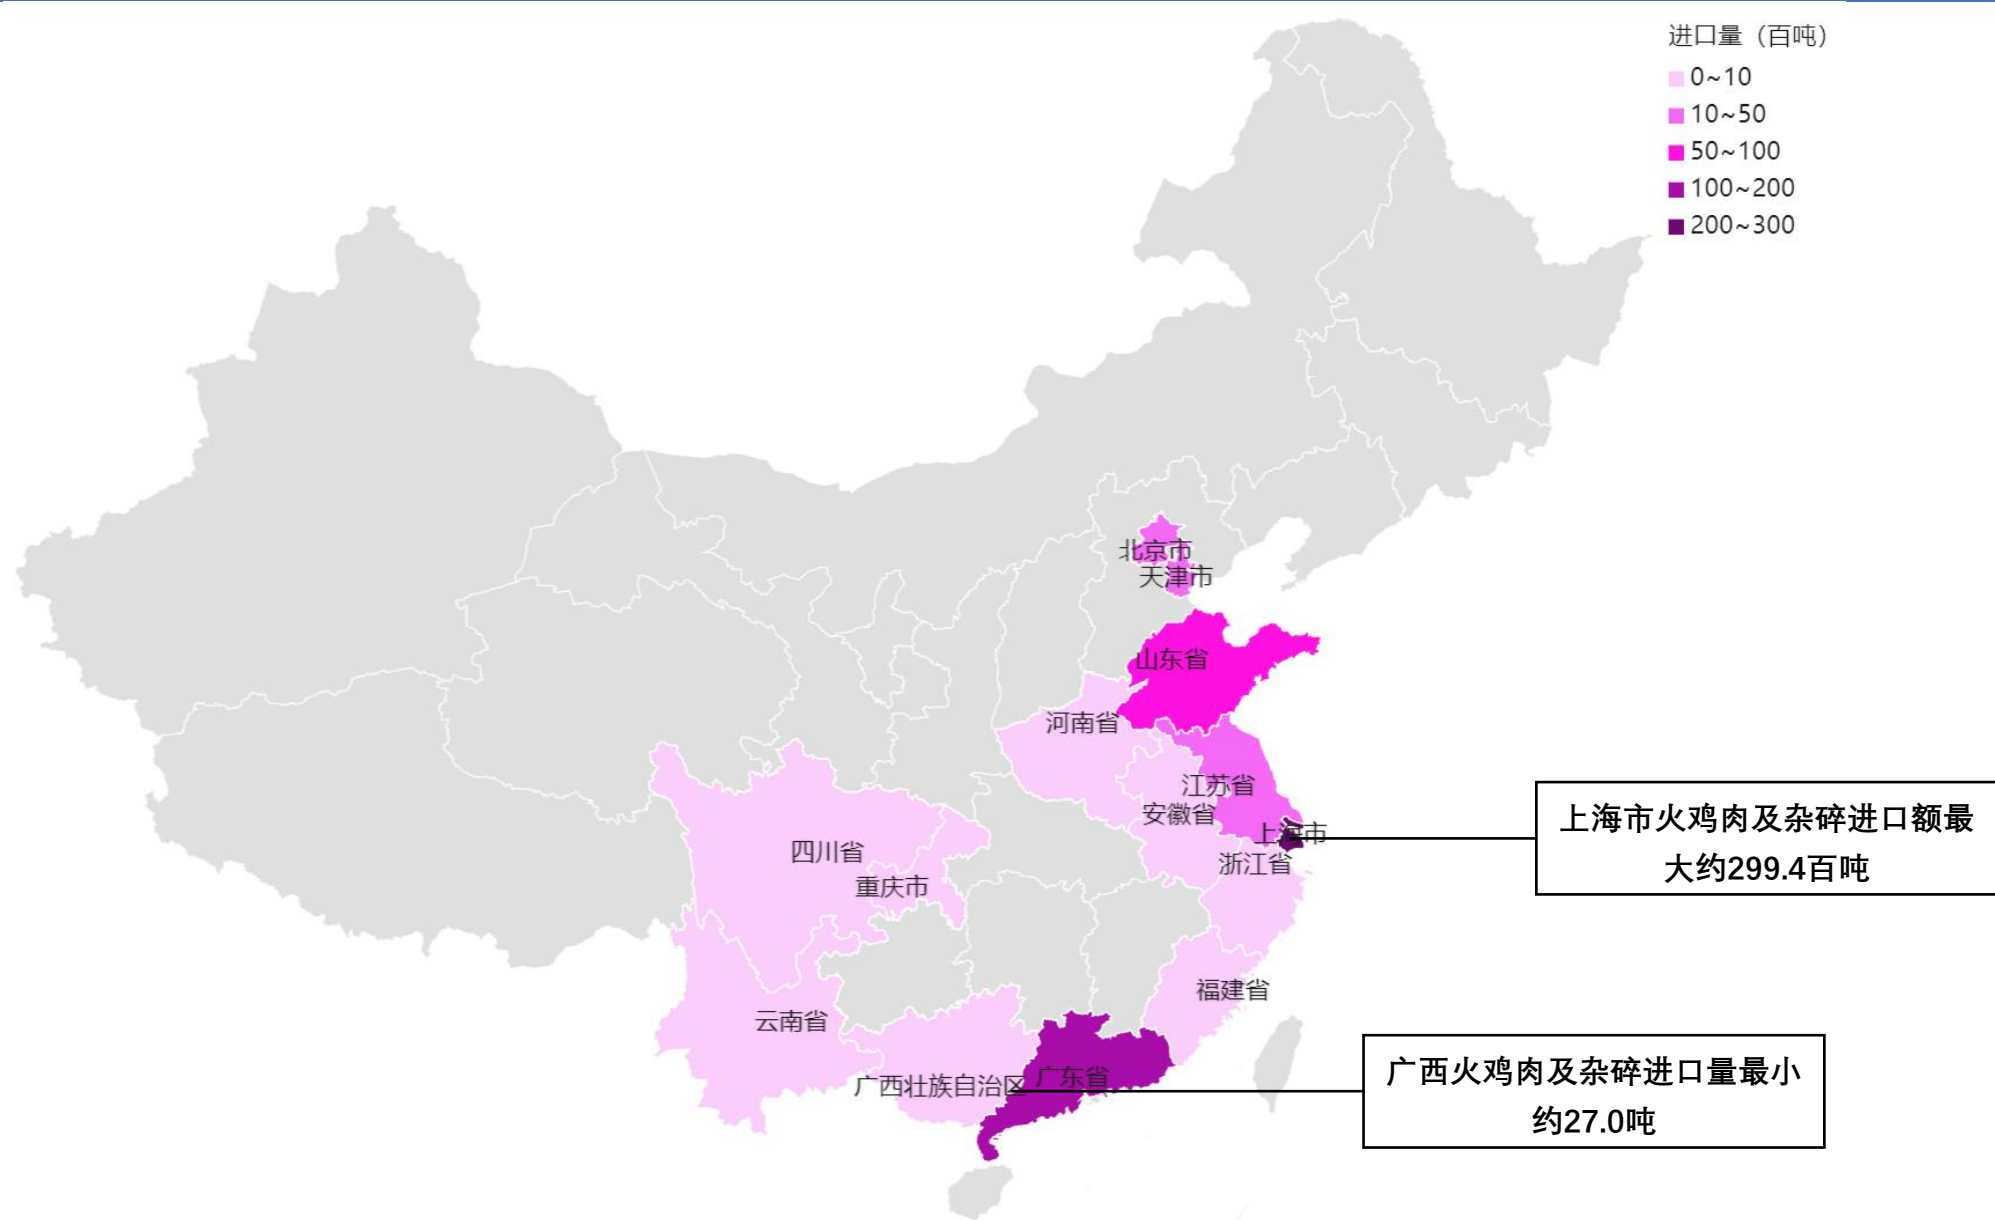 进口量（百吨）
0~10
10~50
50~100
100~200
200~300
北京市
天津市
山东省
河南省
江苏省
安徽省
上海市
浙江省
四川省
重庆市
福建省
云南省
广西壮族自治区
广东省
上海市火鸡肉及杂碎进口额最
大约299.4百吨
广西火鸡肉及杂碎进口量最小
约27.0吨